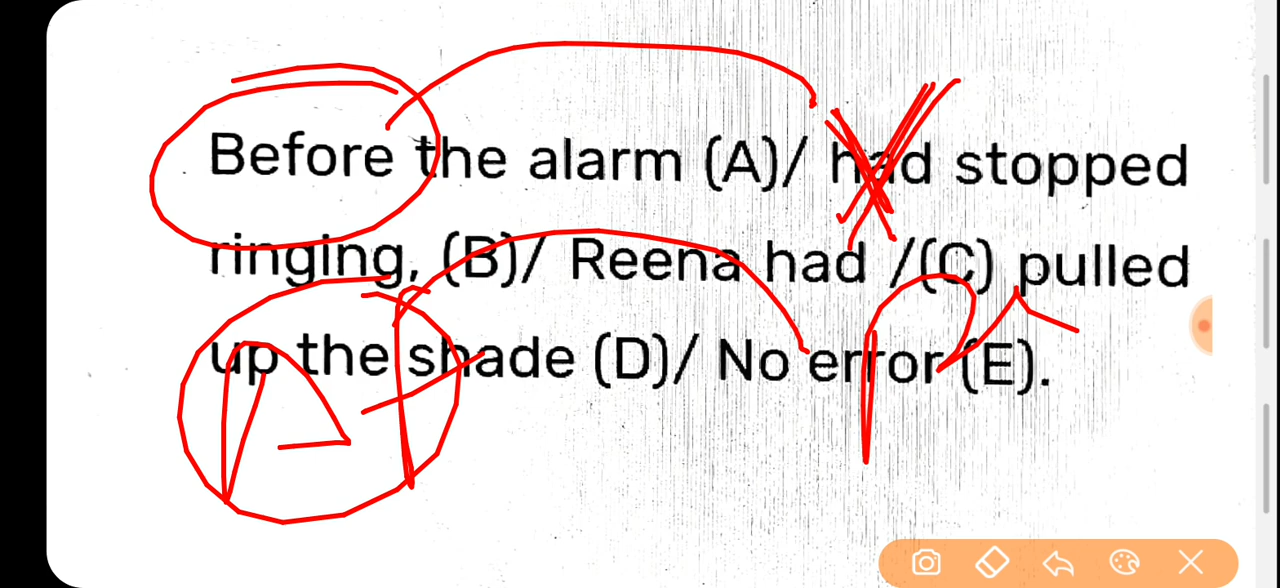 Before the alarm (A)/ had stopped
ringing, (B)/ Reena had /(C) pulled
up the shade (D)/ No error (E).